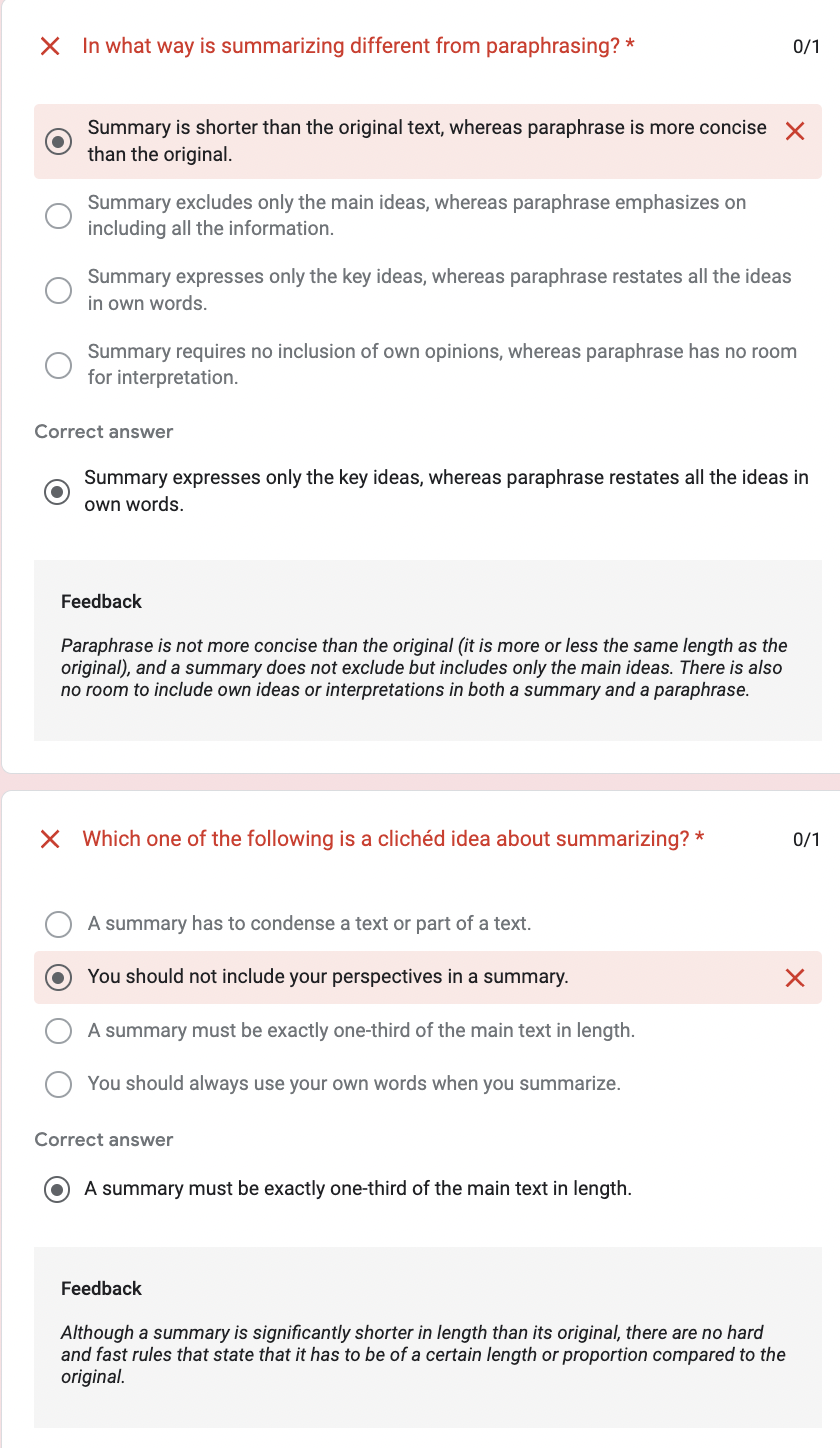 In what way is summarizing different from paraphrasing? *
0/1
Summary is shorter than the original text, whereas paraphrase is more concise
than the original.
Summary excludes only the main ideas, whereas paraphrase emphasizes on
including all the information.
Summary expresses only the key ideas, whereas paraphrase restates all the ideas
in own words.
Summary requires no inclusion of own opinions, whereas paraphrase has no room
for interpretation.
Correct answer
Summary expresses only the key ideas, whereas paraphrase restates all the ideas in
own words.
Feedback
Paraphrase is not more concise than the original (it is more or less the same length as the
original), and a summary does not exclude but includes only the main ideas. There is also
no room to include own ideas or interpretations in both a summary and a paraphrase.
Which one of the following is a clichéd idea about summarizing? *
0/1
A summary has to condense a text or part of a text.
You should not include your perspectives in a summary.
A summary must be exactly one-third of the main text in length.
You should always use your own words when you summarize.
Correct answer
A summary must be exactly one-third of the main text in length.
Feedback
Although a summary is significantly shorter in length than its original, there are no hard
and fast rules that state that it has to be of a certain length or proportion compared to the
original.